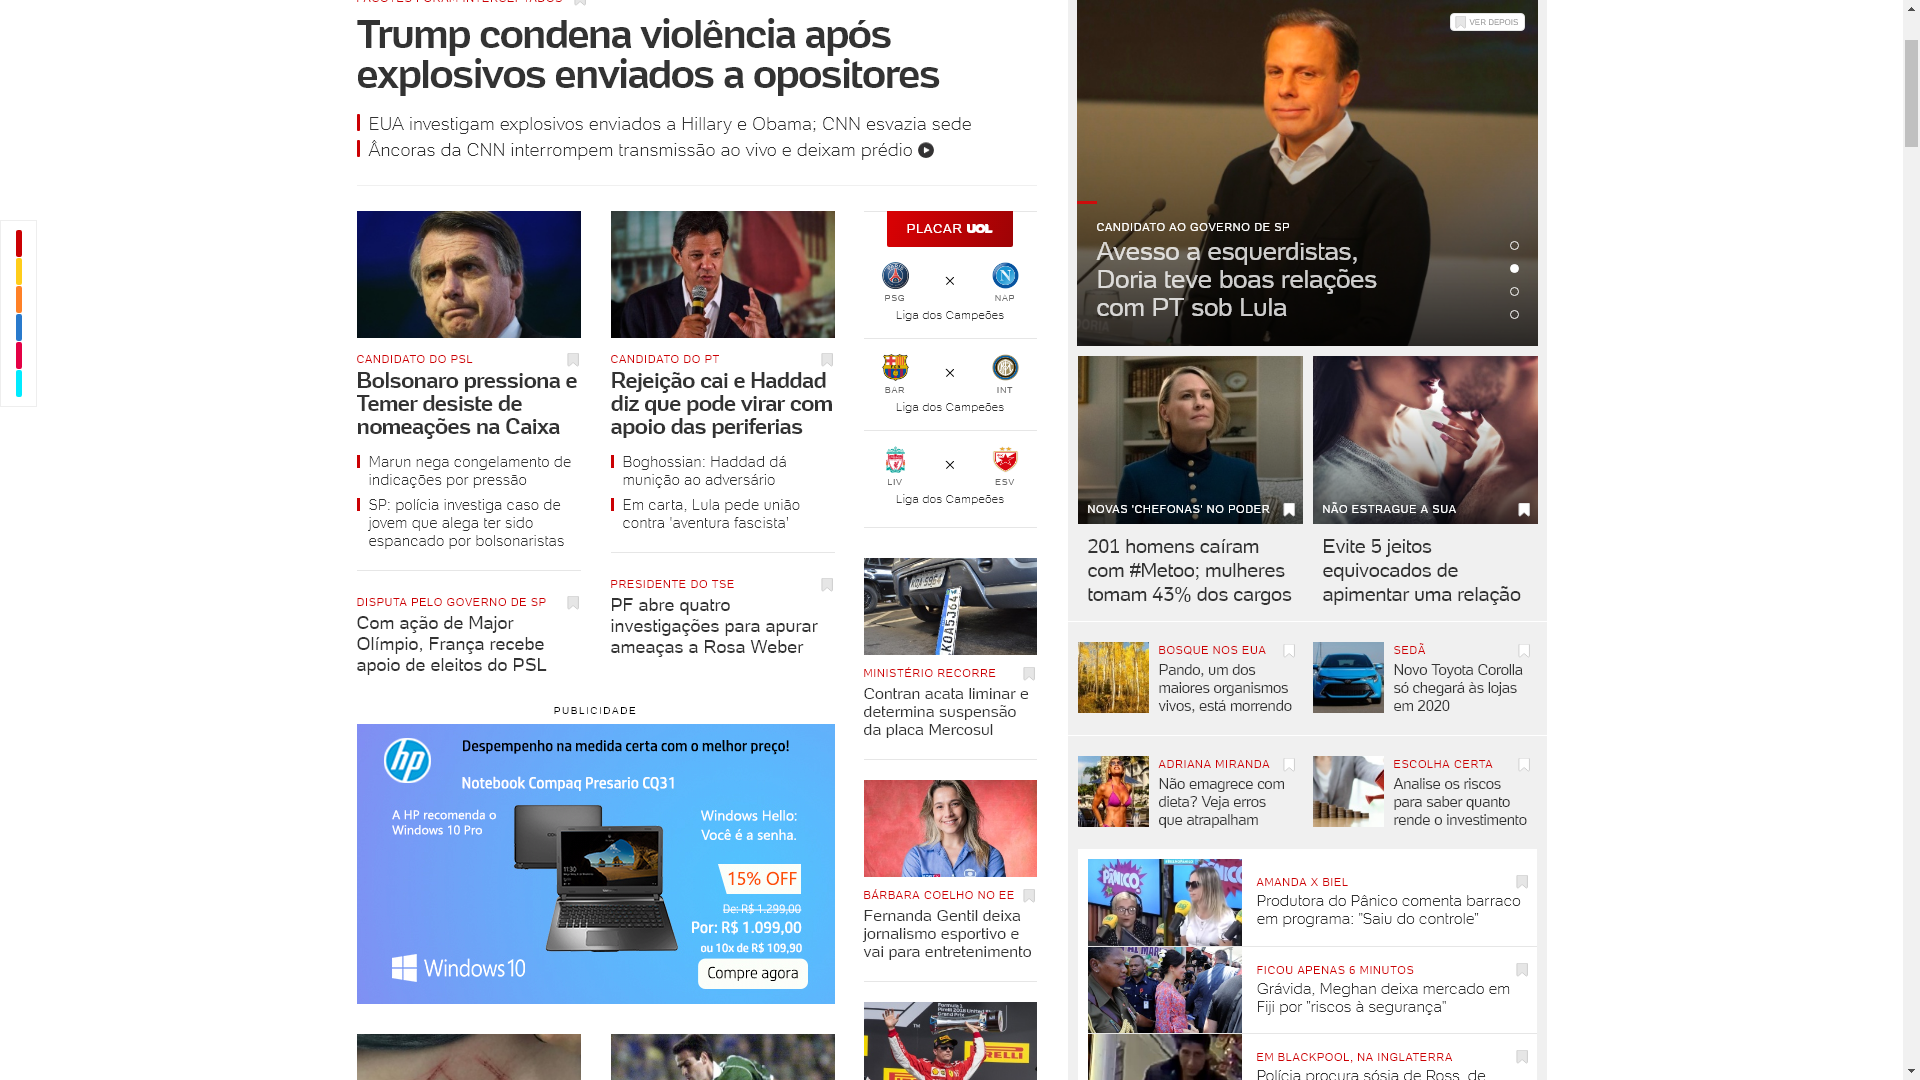 Trump condena violência após
explosivos enviados a opositores
EUA investigam explosivos enviados a Hillary e Obama; CNN esvazia sede
Âncoras da CNN interrompem transmissão ao vivo e deixam prédio
CANDIDATO DO PSL
Bolsonaro pressiona e
Temer desiste de
nomeações na Caixa
Marun nega congelamento de
indicações por pressão
SP: polícia investiga caso de
jovem que alega ter sido
espancado por bolsonaristas
DISPUTA PELO GOVERNO DE SP
Com ação de Major
Olímpio, França recebe
apoio de eleitos do PSL
CANDIDATO DO PT
Rejeição cai e Haddad
diz que pode virar com
apoio das periferias
Boghossian: Haddad dá
munição ao adversário
Em carta, Lula pede união
contra 'aventura fascista'
PRESIDENTE DO TSE
PF abre quatro
investigações para apurar
ameaças a Rosa Weber
PUBLICIDADE
hp
Despempenho na medida certa com o melhor preço!
Notebook Compaq Presario CQ31
A HP recomenda o
Windows 10 Pro
Windows Hello:
Você é a senha.
11:30
15% OFF
De: R$ 1.299,00
Por: R$ 1.099,00
ou 10x de R$ 109,90
Compre agora
Windows 10
PLACAR UOL
PSG × NAP
Liga dos Campeões
BAR × INT
Liga dos Campeões
LIV × ESV
Liga dos Campeões
MINISTÉRIO RECORRE
Contran acata liminar e
determina suspensão
da placa Mercosul
BÁRBARA COELHO NO EE
Fernanda Gentil deixa
jornalismo esportivo e
vai para entretenimento
VER DEPOIS
CANDIDATO AO GOVERNO DE SP
Avesso a esquerdistas,
Doria teve boas relações
com PT sob Lula
NOVAS 'CHEFONAS' NO PODER
201 homens caíram
com #Metoo; mulheres
tomam 43% dos cargos
NÃO ESTRAGUE A SUA
Evite 5 jeitos
equivocados de
apimentar uma relação
BOSQUE NOS EUA
Pando, um dos
maiores organismos
vivos, está morrendo
SEDÃ
Novo Toyota Corolla
só chegará às lojas
em 2020
ADRIANA MIRANDA
Não emagrece com
dieta? Veja erros
que atrapalham
ESCOLHA CERTA
Analise os riscos
para saber quanto
rende o investimento
PÂNICO
AMANDA X BIEL
Produtora do Pânico comenta barraco
em programa: "Saiu do controle"
FICOU APENAS 6 MINUTOS
Grávida, Meghan deixa mercado em
Fiji por "riscos à segurança"
EM BLACKPOOL, NA INGLATERRA
Polícia procura sósia de Ross, de